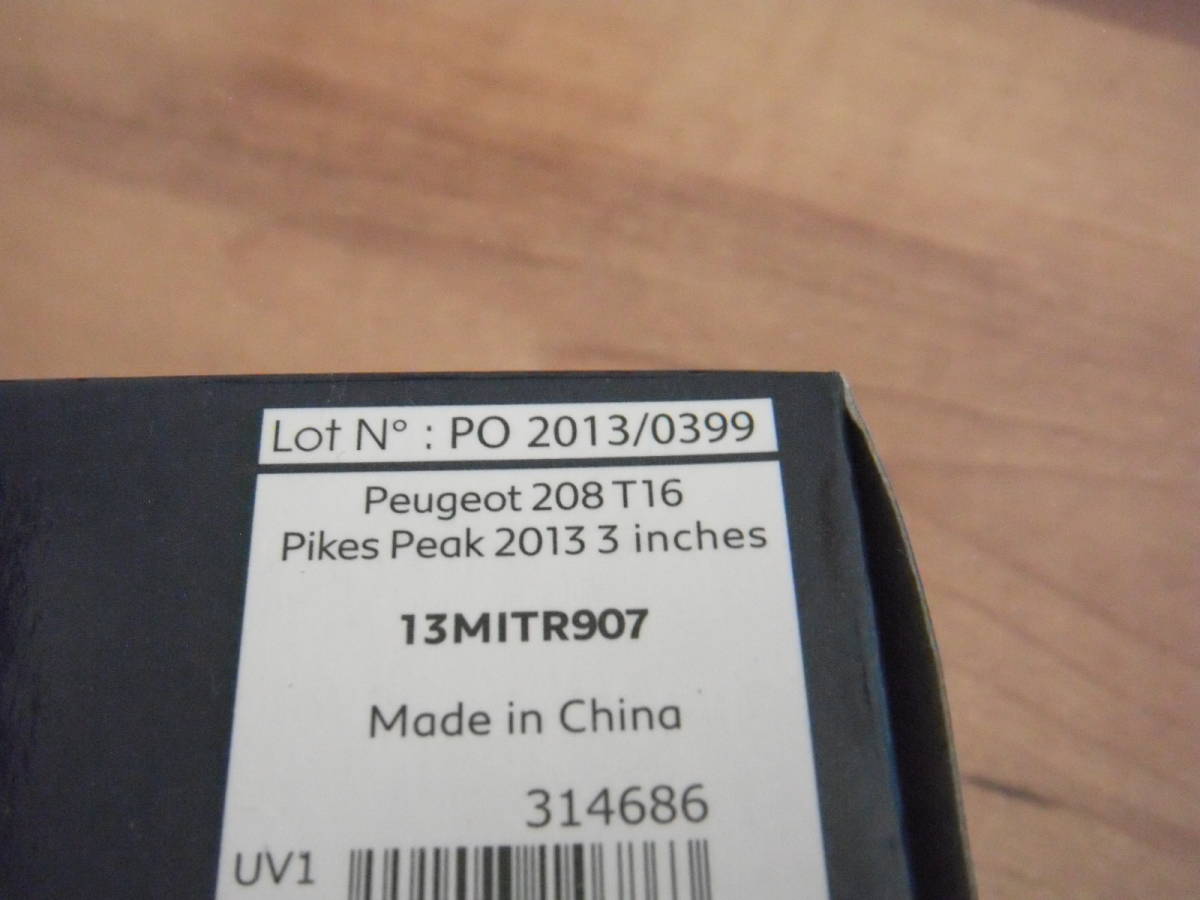 Lot N° : PO 2013/0399
Peugeot 208 T16
Pikes Peak 2013 3 inches
13MITR907
Made in China
314686
UV1